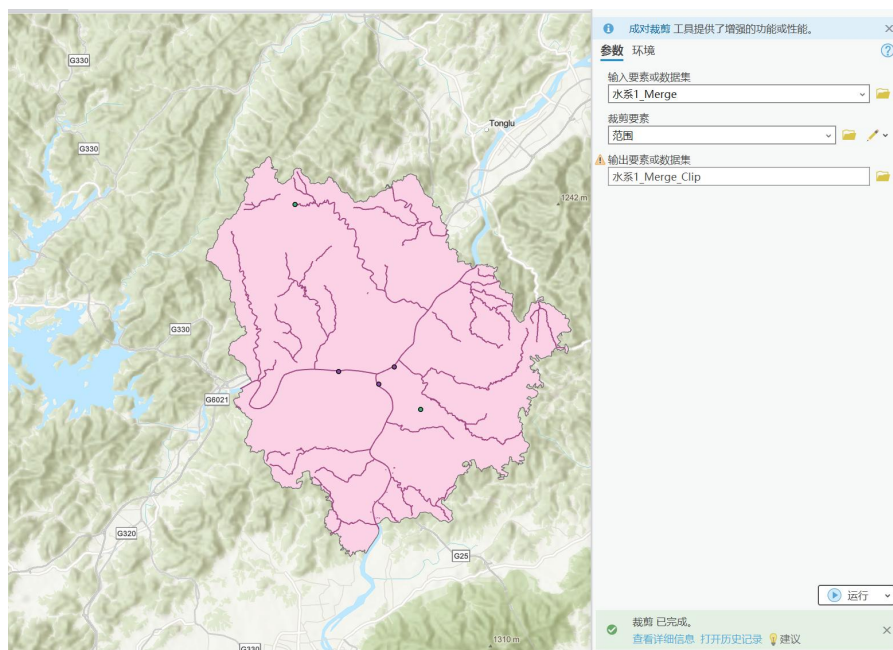 G330
G330
Tonglu
1242 m
G330
G6021
G320
G25
1310 m
G330
成对裁剪 工具提供了增强的功能或性能。
参数 环境
输入要素或数据集
水系1_Merge
裁剪要素
范围
输出要素或数据集
水系1_Merge_Clip
运行
裁剪 已完成。
查看详细信息 打开历史记录 建议